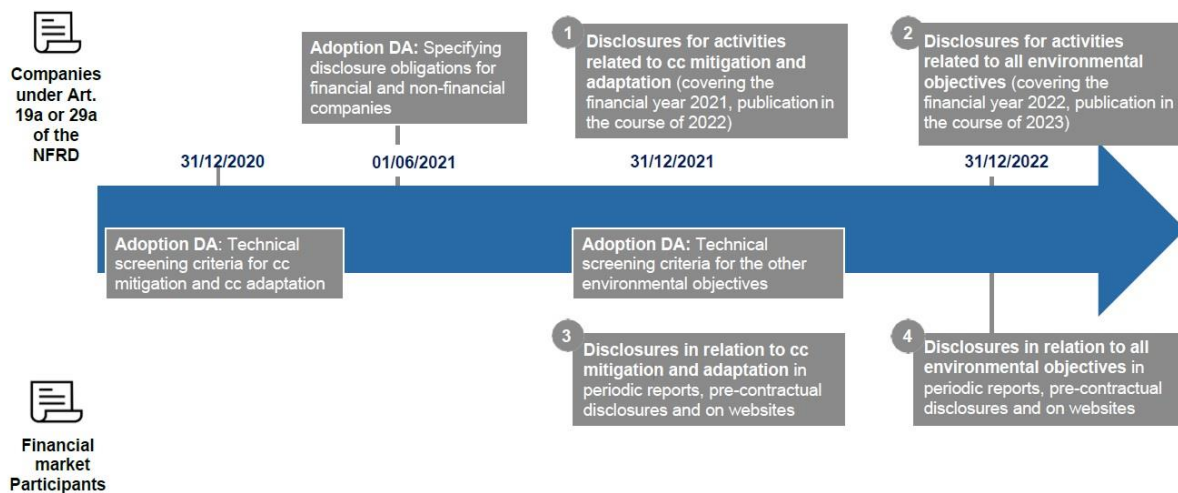 Companies
under Art.
19a or 29a
of the
NFRD
Adoption DA: Specifying
disclosure obligations for
financial and non-financial
companies
1
Disclosures for activities
related to cc mitigation and
adaptation (covering the
financial year 2021, publication in
the course of 2022)
2
Disclosures for activities
related to all environmental
objectives (covering the
financial year 2022, publication
in the course of 2023)
31/12/2020
01/06/2021
31/12/2021
31/12/2022
Adoption DA: Technical
screening criteria for cc
mitigation and cc adaptation
Adoption DA: Technical
screening criteria for the other
environmental objectives
3
Disclosures in relation to cc
mitigation and adaptation in
periodic reports, pre-contractual
disclosures and on websites
4
Disclosures in relation to all
environmental objectives in
periodic reports, pre-contractual
disclosures and on websites
Financial
market
Participants